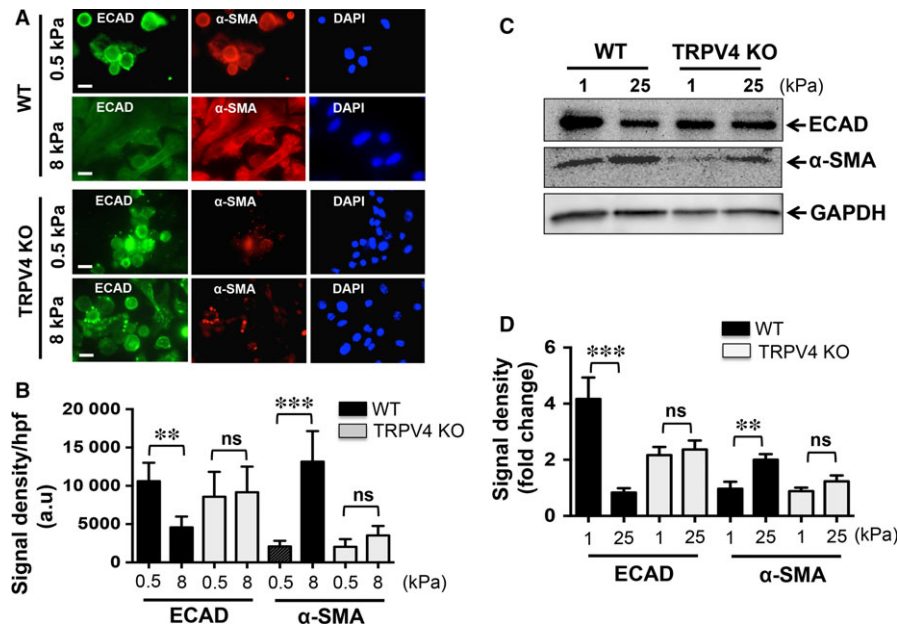 A
WT
0.5 kPa
ECAD
α-SMA
DAPI
8 kPa
ECAD
α-SMA
DAPI
TRPV4 KO
0.5 kPa
ECAD
α-SMA
DAPI
8 kPa
ECAD
α-SMA
DAPI
B
Signal density/hpf
(a.u)
20 000
15 000
10 000
5000
0
WT
TRPV4 KO
**
ns
***
ns
0.5 8 0.5 8 0.5 8 0.5 8 (kPa)
ECAD α-SMA
C
WT TRPV4 KO
1 25 1 25 (kPa)
ECAD
α-SMA
GAPDH
D
Signal density
(fold change)
6
4
2
0
WT
TRPV4 KO
***
ns
**
ns
1 25 1 25 1 25 1 25 (kPa)
ECAD α-SMA